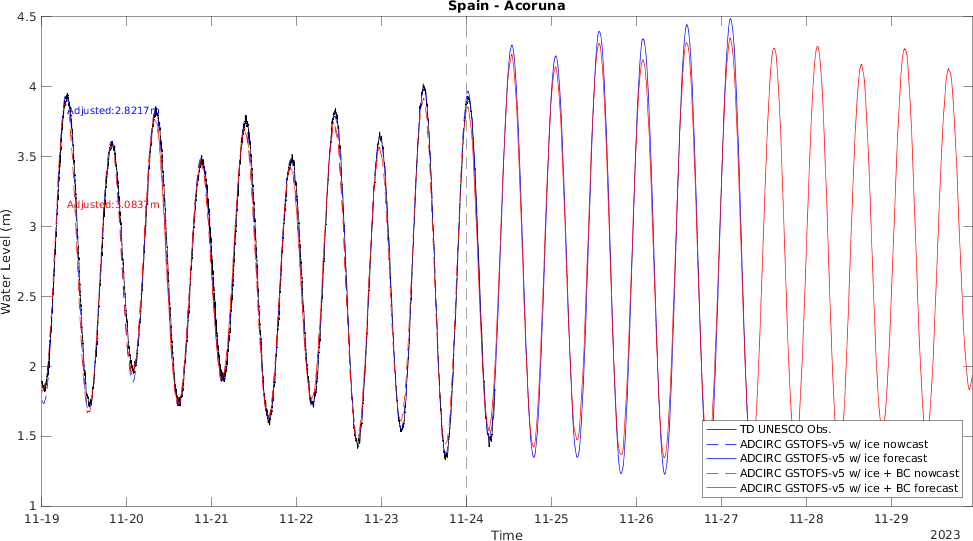 Spain - Acoruna
4.5
4
3.5
3
2.5
2
1.5
1
Water Level (m)
Adjusted:2.8217m
Adjusted:3.0837m
TD UNESCO Obs.
ADCIRC GSTOFS-v5 w/ ice nowcast
ADCIRC GSTOFS-v5 w/ ice forecast
ADCIRC GSTOFS-v5 w/ ice + BC nowcast
ADCIRC GSTOFS-v5 w/ ice + BC forecast
11-19 11-20 11-21 11-22 11-23 11-24 11-25 11-26 11-27 11-28 11-29
Time
2023